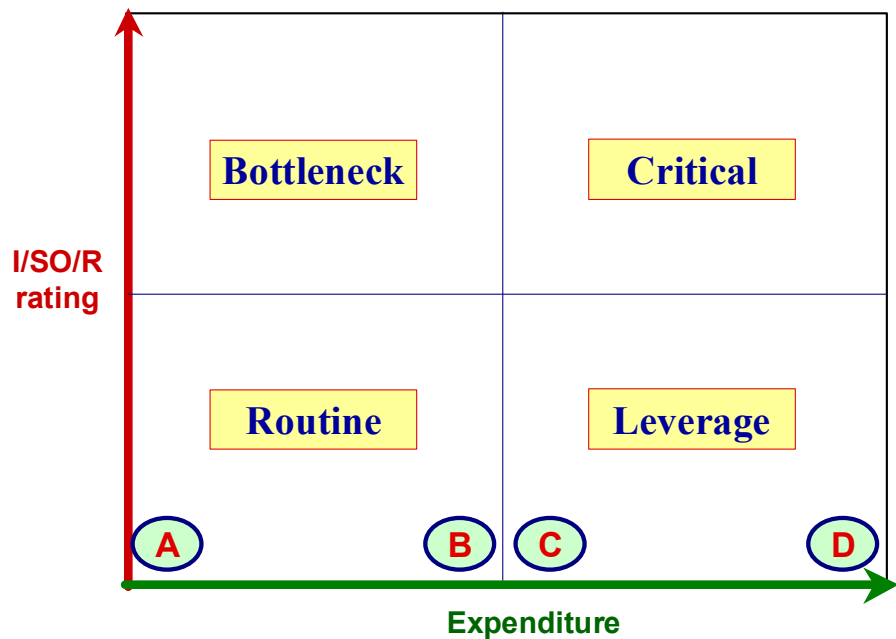 Bottleneck
Critical
I/SO/R
rating
Routine
Leverage
A
B
C
D
Expenditure